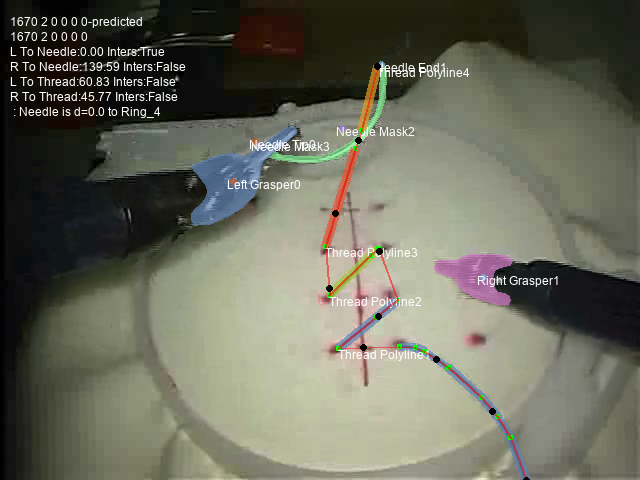 1670 2 0 0 0 0-predicted
1670 2 0 0 0 0
L To Needle:0.00 Inters:True
R To Needle:139.59 Inters:False
L To Thread:60.83 Inters:False
R To Thread:45.77 Inters:False
: Needle is d=0.0 to Ring_4
Needle End1
Thread Polyline4
Needle Mask2
Needle Tip0
Needle Mask3
Left Grasper0
Thread Polyline3
Right Grasper1
Thread Polyline2
Thread Polyline